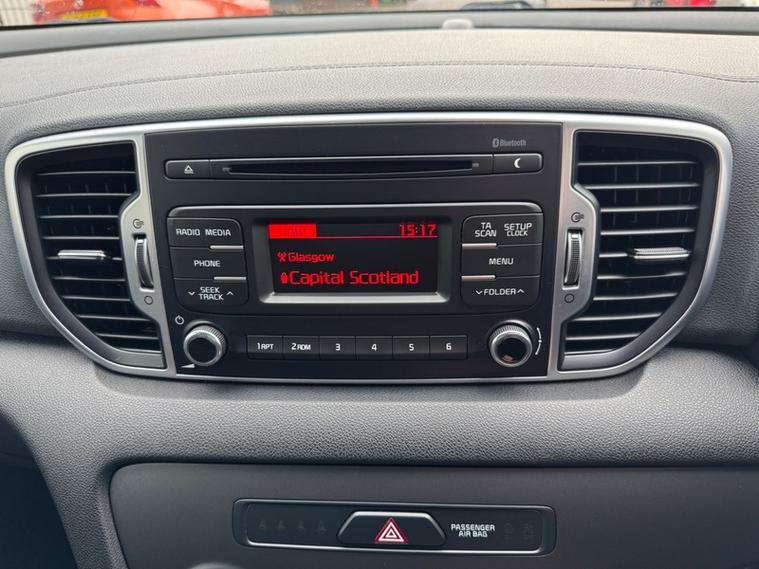 Bluetooth
RADIO MEDIA
15:17
TA
SCAN
SETUP
CLOCK
Glasgow
PHONE
MENU
Capital Scotland
SEEK
TRACK
FOLDER
1 RPT
2 RDM
3
4
5
6
PASSENGER
AIR BAG